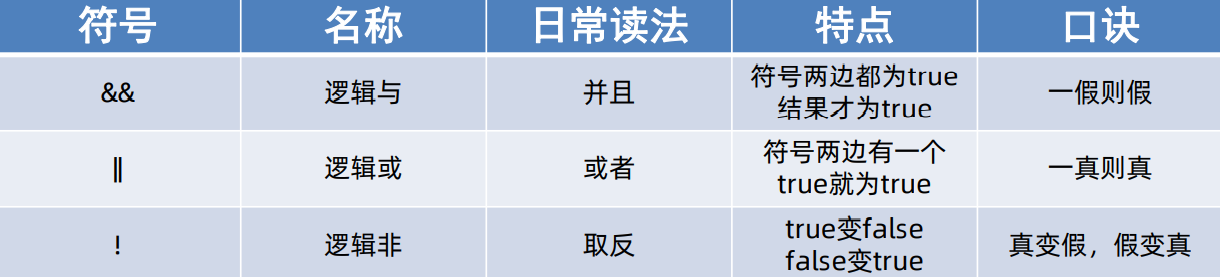 符号 名称 日常读法 特点 口诀
&& 逻辑与 并且 符号两边都为true 一假则假
结果才为true
|| 逻辑或 或者 符号两边有一个 一真则真
true就为true
! 逻辑非 取反 true变false 真变假，假变真
false变true